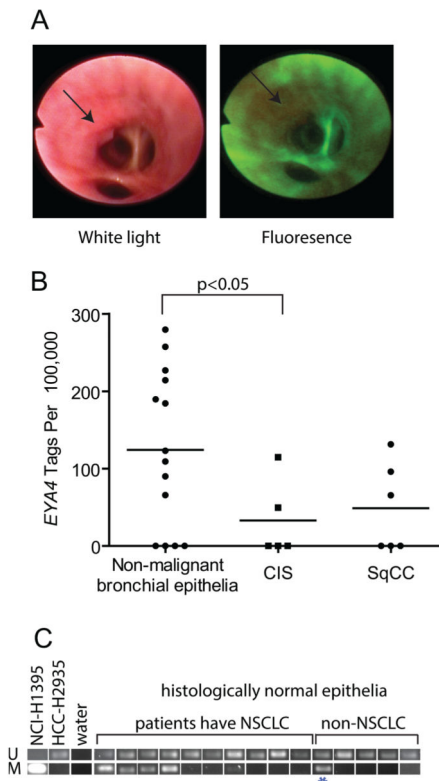 A
White light
Fluoresence
B
p<0.05
300
200
100
0
EYA4 Tags Per 100,000
Non-malignant
bronchial epithelia
CIS
SqCC
C
NCI-H1395
HCC-H2935
water
histologically normal epithelia
patients have NSCLC
non-NSCLC
U
M
*